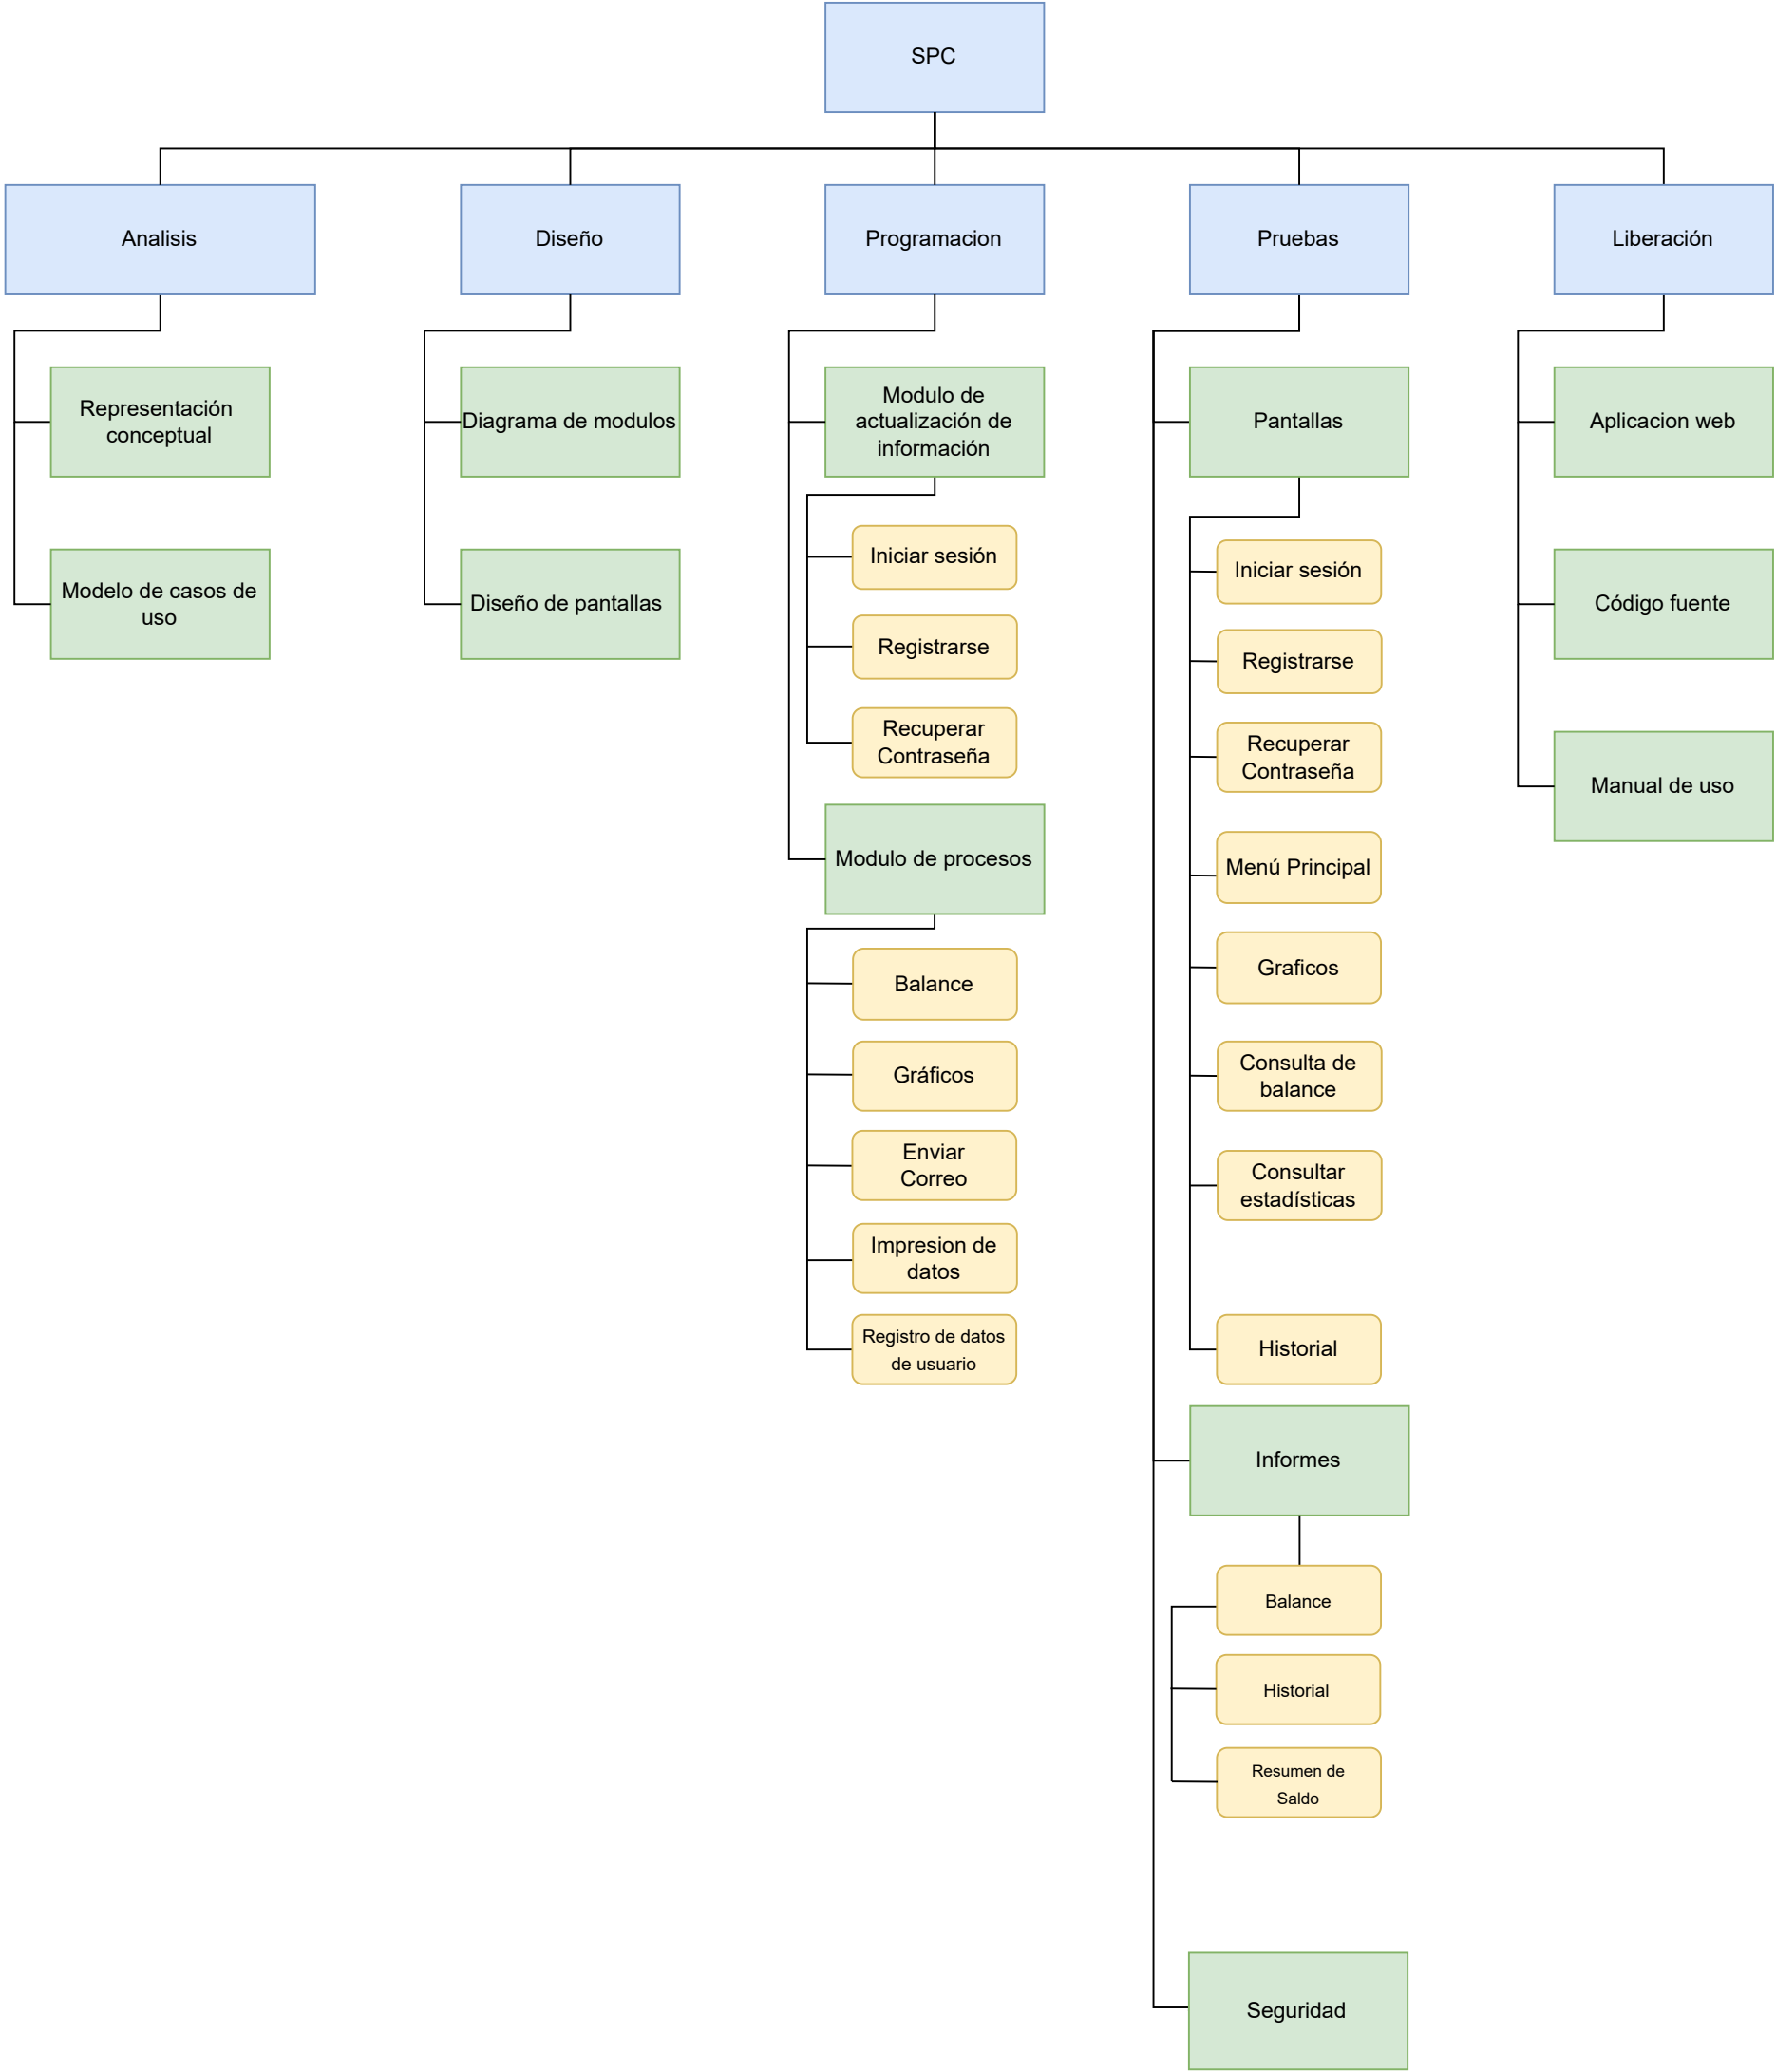 SPC
Analisis
Diseño
Programacion
Pruebas
Liberación
Representación
conceptual
Modelo de casos de
uso
Diagrama de modulos
Diseño de pantallas
Modulo de
actualización de
información
Iniciar sesión
Registrarse
Recuperar
Contraseña
Modulo de procesos
Balance
Gráficos
Enviar
Correo
Impresion de
datos
Registro de datos
de usuario
Pantallas
Iniciar sesión
Registrarse
Recuperar
Contraseña
Menú Principal
Graficos
Consulta de
balance
Consultar
estadísticas
Historial
Informes
Balance
Historial
Resumen de
Saldo
Seguridad
Aplicacion web
Código fuente
Manual de uso